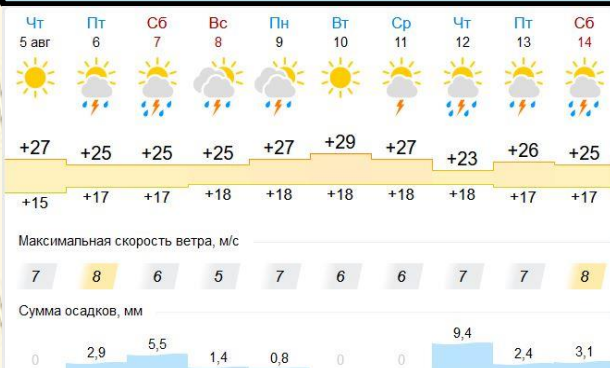 Чт Пт Сб Вс Пн Вт Ср Чт Пт Сб
5 авг 6 7 8 9 10 11 12 13 14
+27 +25 +25 +25 +27 +29 +27 +23 +26 +25
+15 +17 +17 +18 +18 +18 +18 +18 +17 +17
Максимальная скорость ветра, м/с
7 8 6 5 7 6 6 7 7 8
Сумма осадков, мм
0 2,9 5,5 1,4 0,8 0 0 9,4 2,4 3,1